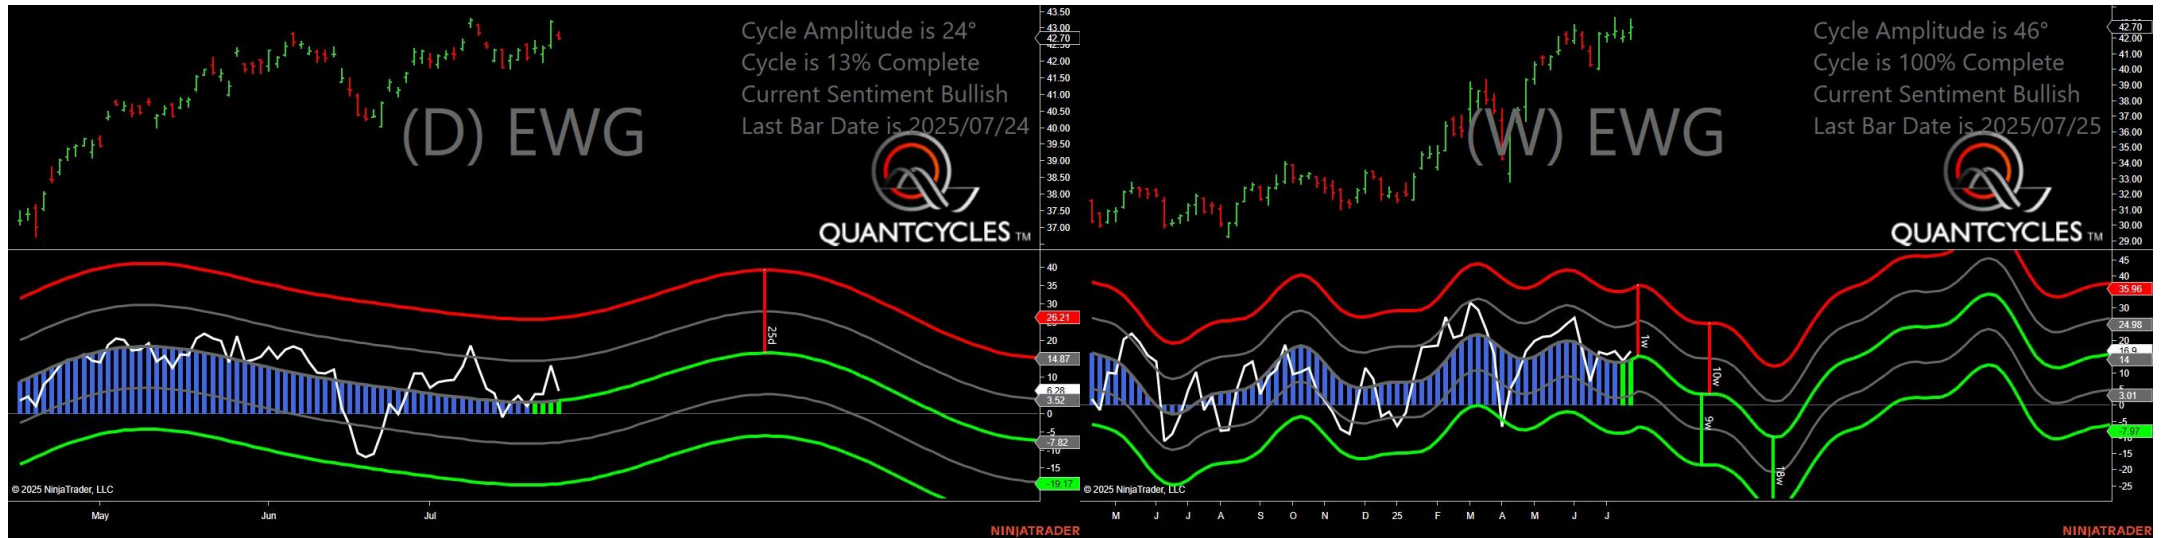 Cycle Amplitude is 24°
Cycle is 13% Complete
Current Sentiment Bullish
Last Bar Date is 2025/07/24
(D) EWG
QUANTCYCLES TM
43.50
43.00
42.70
42.50
42.00
41.50
41.00
40.50
40.00
39.50
39.00
38.50
38.00
37.50
37.00
40
35
30
26.21
20
14.87
10
6.28
3.52
0
-5
-7.82
-10
-15
-19.17
25d
© 2025 NinjaTrader, LLC
May
Jun
Jul
NINJATRADER
Cycle Amplitude is 46°
Cycle is 100% Complete
Current Sentiment Bullish
Last Bar Date is 2025/07/25
(W) EWG
QUANTCYCLES TM
42.70
42.00
41.00
40.00
39.00
38.00
37.00
36.00
35.00
34.00
33.00
32.00
31.00
30.00
29.00
45
40
35.96
30
24.98
20
16.9
14
10
5
3.01
0
-5
-7.97
-10
-15
-20
-25
1w
10w
9w
18w
© 2025 NinjaTrader, LLC
M
J
J
A
S
O
N
D
25
F
M
A
M
J
J
NINJATRADER